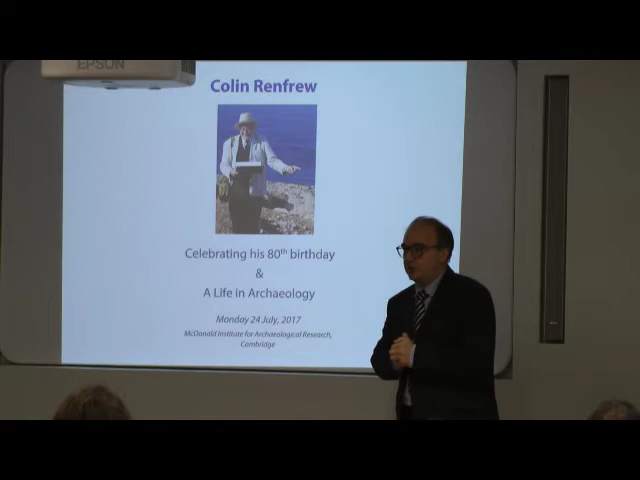 EPSON
Colin Renfrew
Celebrating his 80th birthday
&
A Life in Archaeology
Monday 24 July, 2017
McDonald Institute for Archaeological Research,
Cambridge